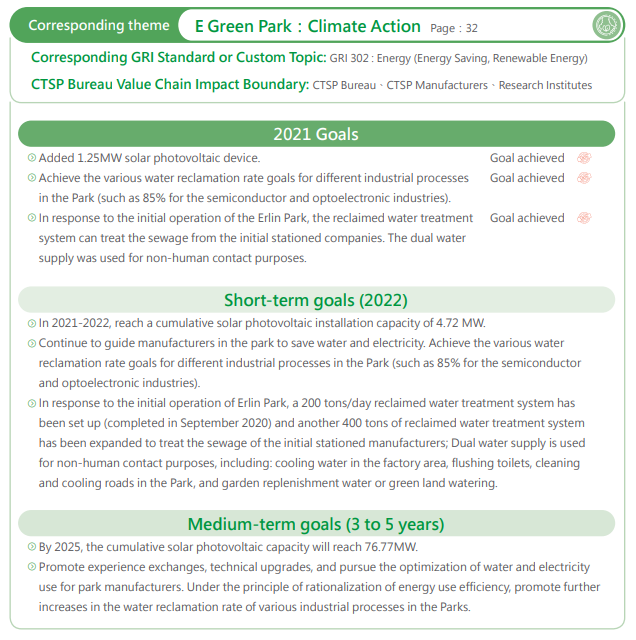 Corresponding theme E Green Park：Climate Action Page：32
Corresponding GRI Standard or Custom Topic: GRI 302 : Energy (Energy Saving, Renewable Energy)
CTSP Bureau Value Chain Impact Boundary: CTSP Bureau、CTSP Manufacturers、Research Institutes
2021 Goals
Added 1.25MW solar photovoltaic device. Goal achieved
Achieve the various water reclamation rate goals for different industrial processes Goal achieved
in the Park (such as 85% for the semiconductor and optoelectronic industries).
In response to the initial operation of the Erlin Park, the reclaimed water treatment Goal achieved
system can treat the sewage from the initial stationed companies. The dual water
supply was used for non-human contact purposes.
Short-term goals (2022)
In 2021-2022, reach a cumulative solar photovoltaic installation capacity of 4.72 MW.
Continue to guide manufacturers in the park to save water and electricity. Achieve the various water
reclamation rate goals for different industrial processes in the Park (such as 85% for the semiconductor
and optoelectronic industries).
In response to the initial operation of Erlin Park, a 200 tons/day reclaimed water treatment system has
been set up (completed in September 2020) and another 400 tons of reclaimed water treatment system
has been expanded to treat the sewage of the initial stationed manufacturers; Dual water supply is used
for non-human contact purposes, including: cooling water in the factory area, flushing toilets, cleaning
and cooling roads in the Park, and garden replenishment water or green land watering.
Medium-term goals (3 to 5 years)
By 2025, the cumulative solar photovoltaic capacity will reach 76.77MW.
Promote experience exchanges, technical upgrades, and pursue the optimization of water and electricity
use for park manufacturers. Under the principle of rationalization of energy use efficiency, promote further
increases in the water reclamation rate of various industrial processes in the Parks.